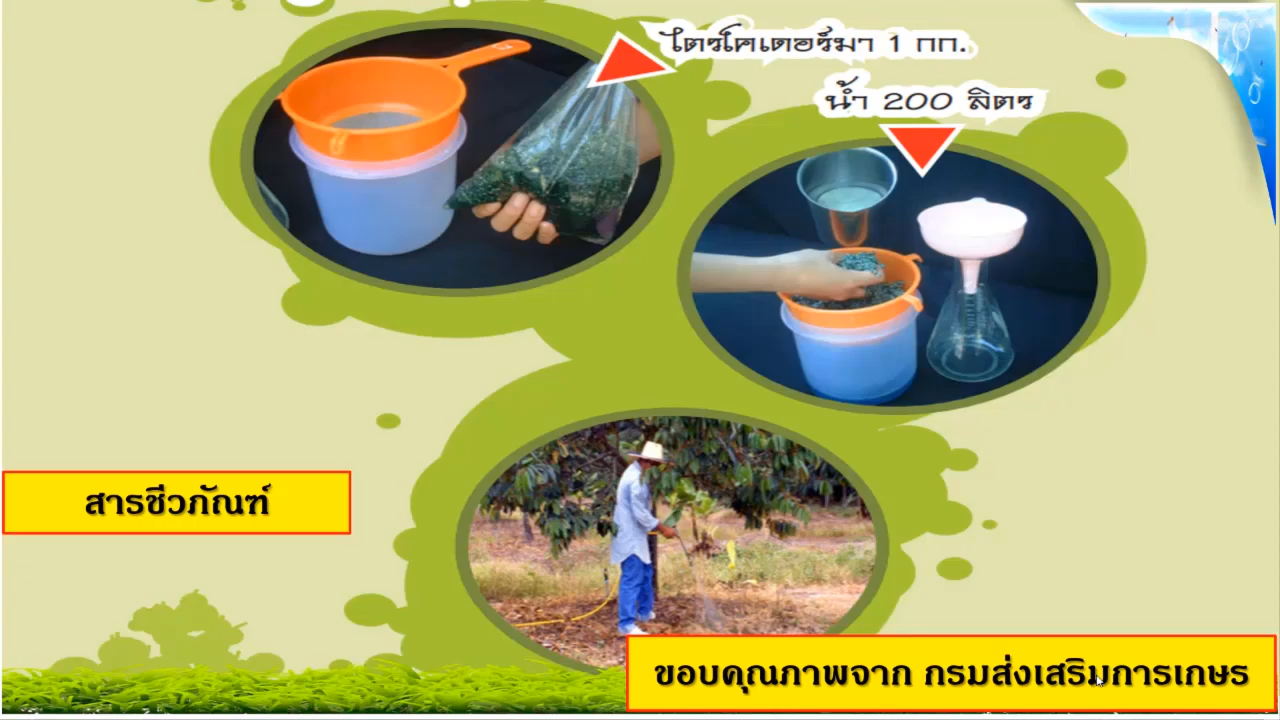 ไตรโคเดอร์มา 1 กก.
น้ำ 200 ลิตร
สารชีวภัณฑ์
ขอบคุณภาพจาก กรมส่งเสริมการเกษร